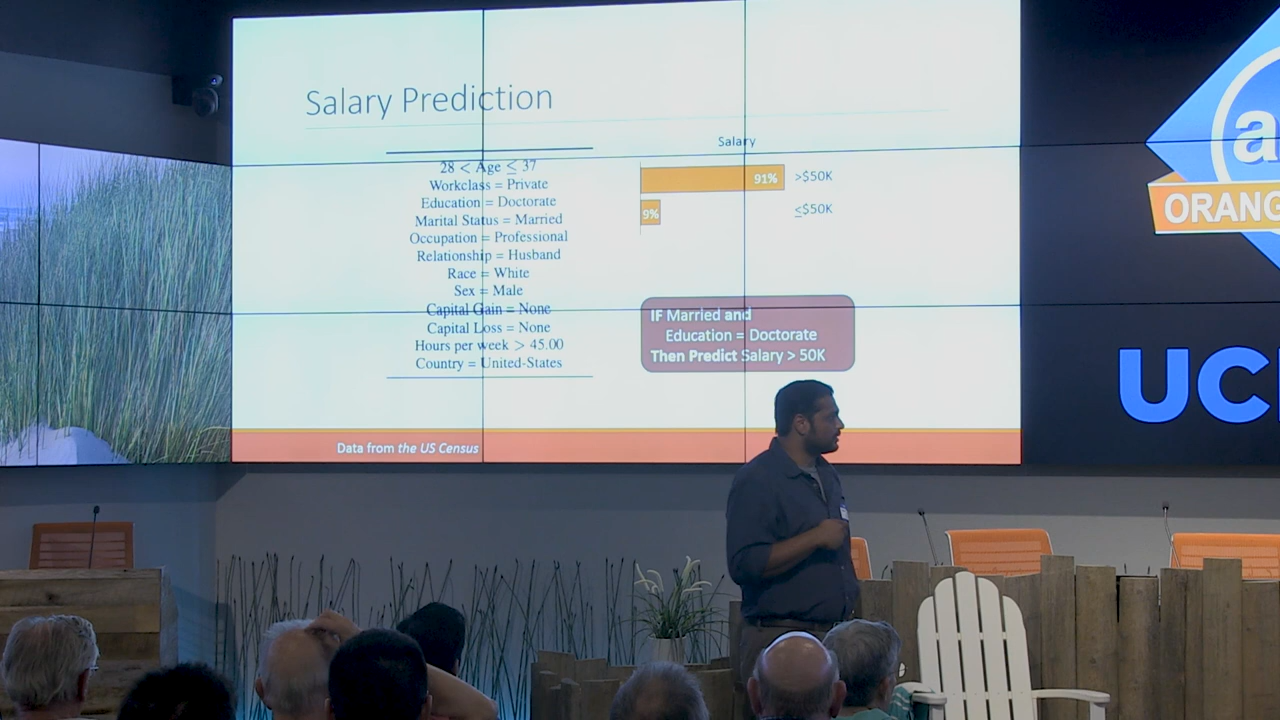 Salary Prediction
28 < Age ≤ 37
Workclass = Private
Education = Doctorate
Marital Status = Married
Occupation = Professional
Relationship = Husband
Race = White
Sex = Male
Capital Gain = None
Capital Loss = None
Hours per week > 45.00
Country = United-States
Salary
91% >$50K
9% ≤$50K
IF Married and
Education = Doctorate
Then Predict Salary > 50K
Data from the US Census
a
ORANG
UC